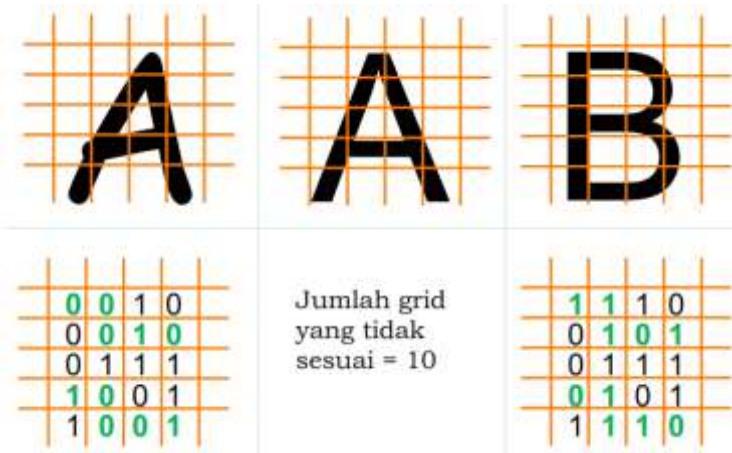 A A B
0 0 1 0
0 0 1 0
0 1 1 1
1 0 0 1
1 0 0 1
Jumlah grid
yang tidak
sesuai = 10
1 1 1 0
0 1 0 1
0 1 1 1
0 1 0 1
1 1 1 0